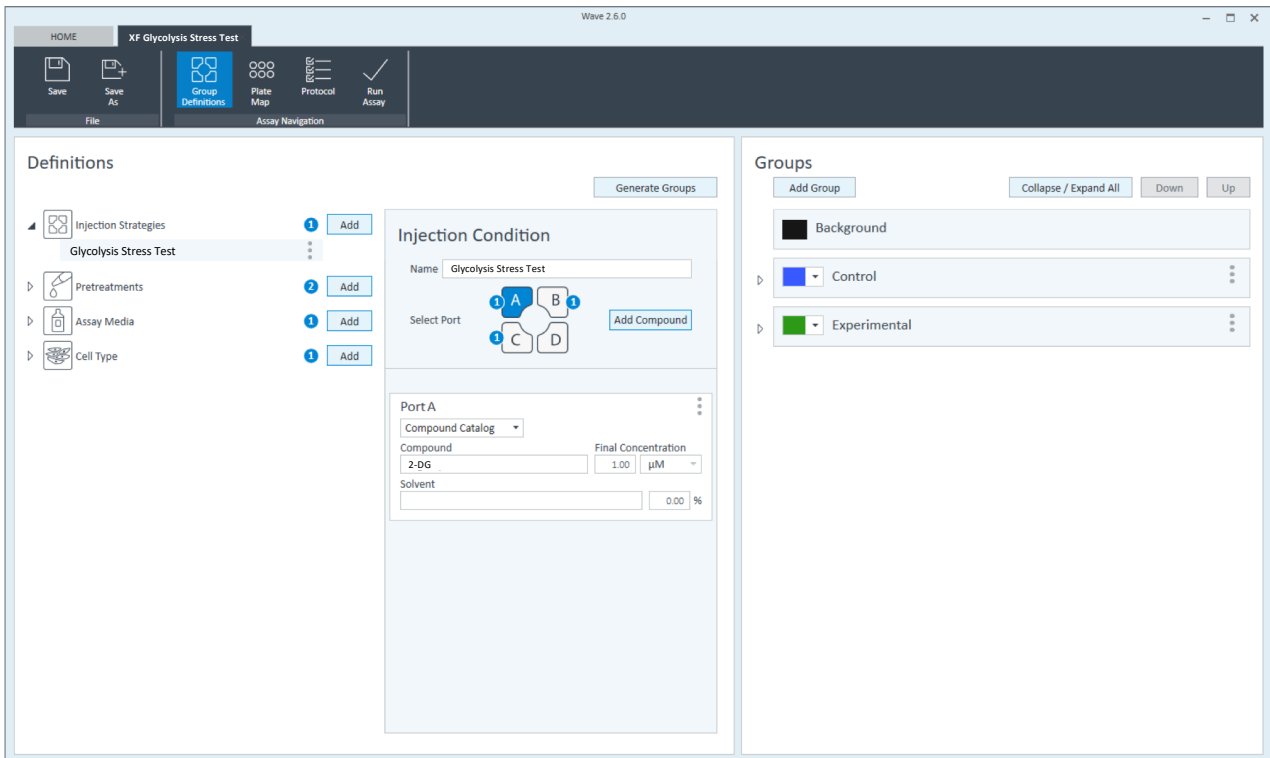 Wave 2.6.0
HOME
XF Glycolysis Stress Test
Save
Save As
Group Definitions
Plate Map
Protocol
Run Assay
File
Assay Navigation
Definitions
Generate Groups
Injection Strategies
1
Add
Glycolysis Stress Test
Pretreatments
2
Add
Assay Media
1
Add
Cell Type
1
Add
Injection Condition
Name
Glycolysis Stress Test
Select Port
1 A B 1
1 C D
Add Compound
Port A
Compound Catalog
Compound
Final Concentration
2-DG
1.00
μM
Solvent
0.00 %
Groups
Add Group
Collapse / Expand All
Down
Up
Background
Control
Experimental